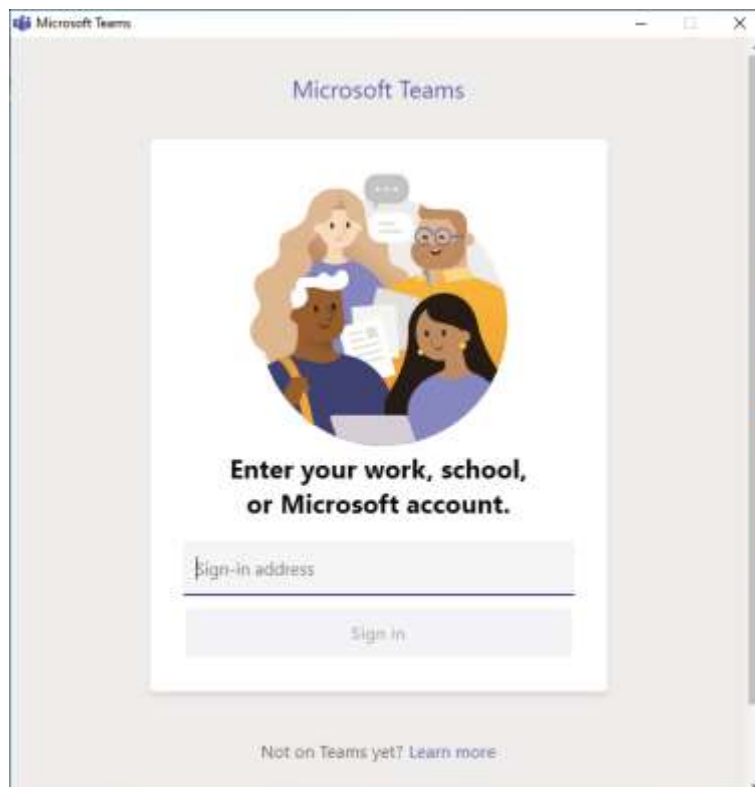 Microsoft Teams
Microsoft Teams
Enter your work, school,
or Microsoft account.
Sign-in address
Sign in
Not on Teams yet? Learn more